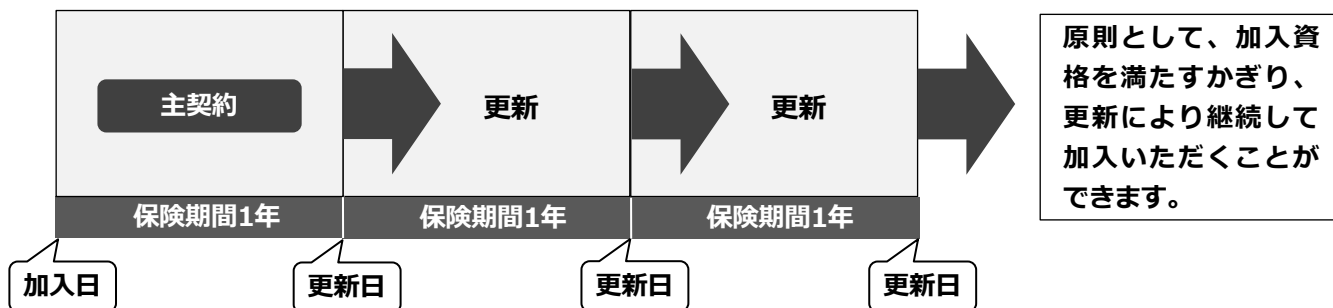 主契約
更新
更新
保険期間1年
保険期間1年
保険期間1年
加入日
更新日
更新日
更新日
原則として、加入資
格を満たすかぎり、
更新により継続して
加入いただくことが
できます。